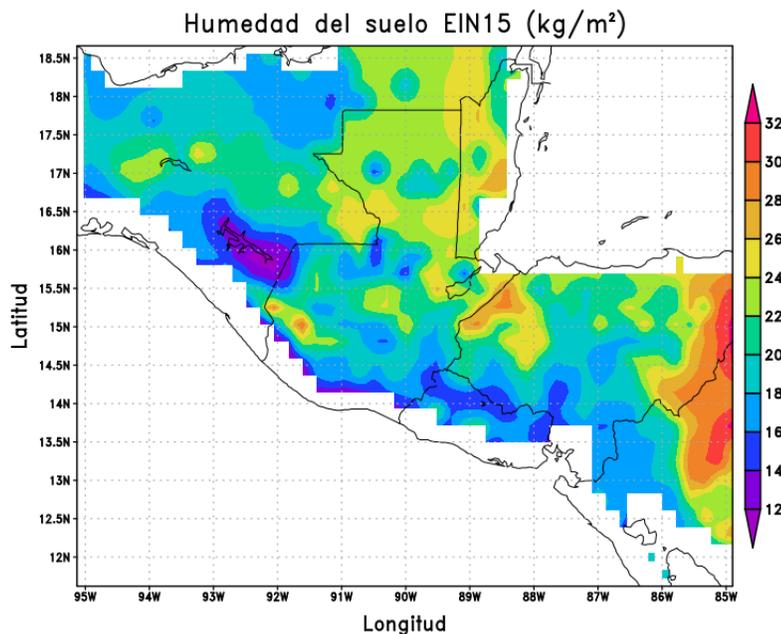 Humedad del suelo EIN15 (kg/m²)
18.5N
18N
17.5N
17N
16.5N
16N
15.5N
15N
14.5N
14N
13.5N
13N
12.5N
12N
Latitud
95W 94W 93W 92W 91W 90W 89W 88W 87W 86W 85W
Longitud
32
30
28
26
24
22
20
18
16
14
12